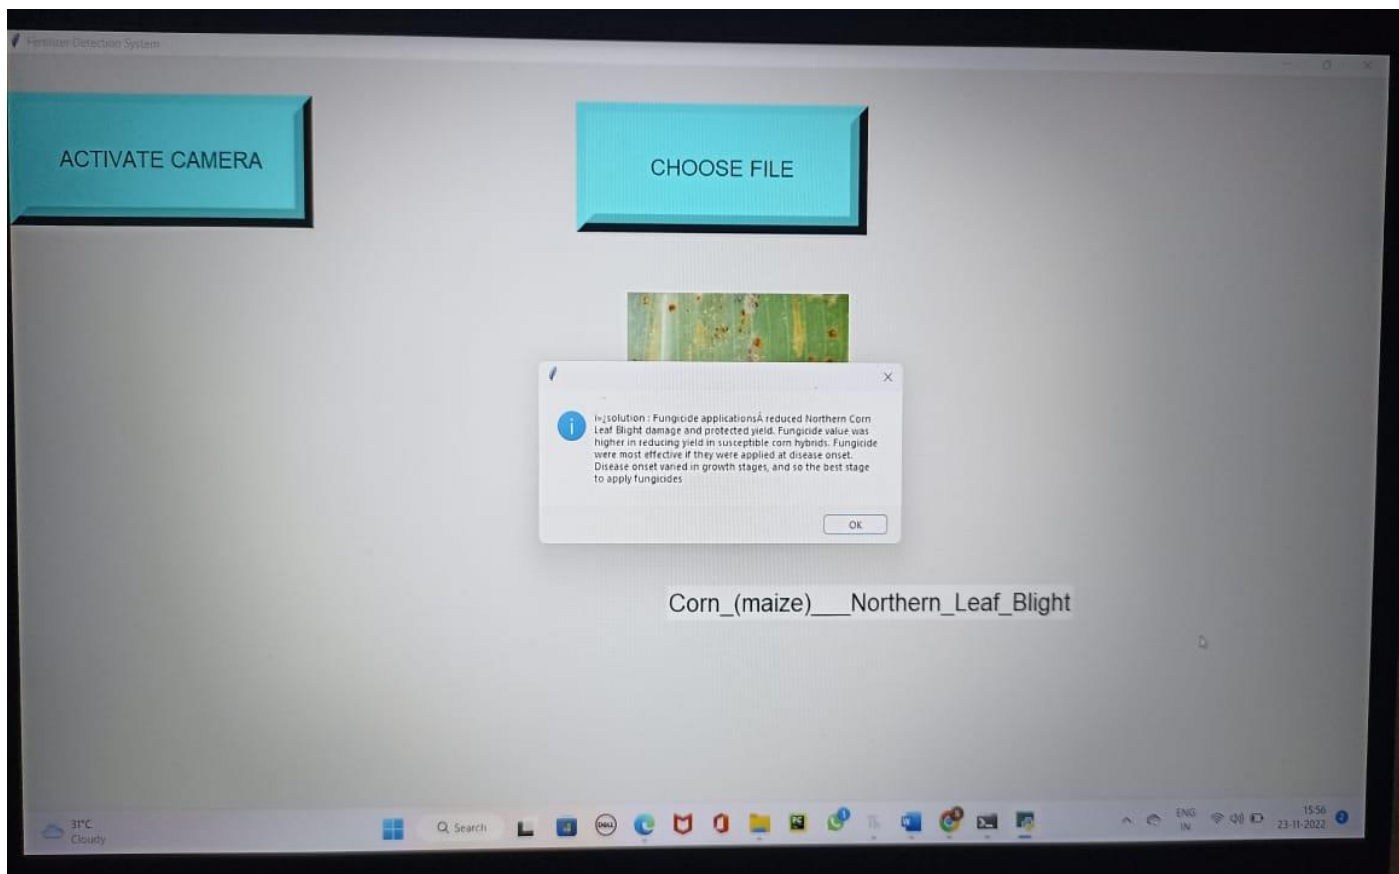 Fertilizer Detection System
ACTIVATE CAMERA
CHOOSE FILE
solution : Fungicide applicationsÂ reduced Northern Corn
Leaf Blight damage and protected yield. Fungicide value was
higher in reducing yield in susceptible corn hybrids. Fungicide
were most effective if they were applied at disease onset.
Disease onset varied in growth stages, and so the best stage
to apply fungicides
OK
Corn_(maize)___Northern_Leaf_Blight
31°C
Cloudy
Search
DELL
ENG
IN
15:56
23-11-2022